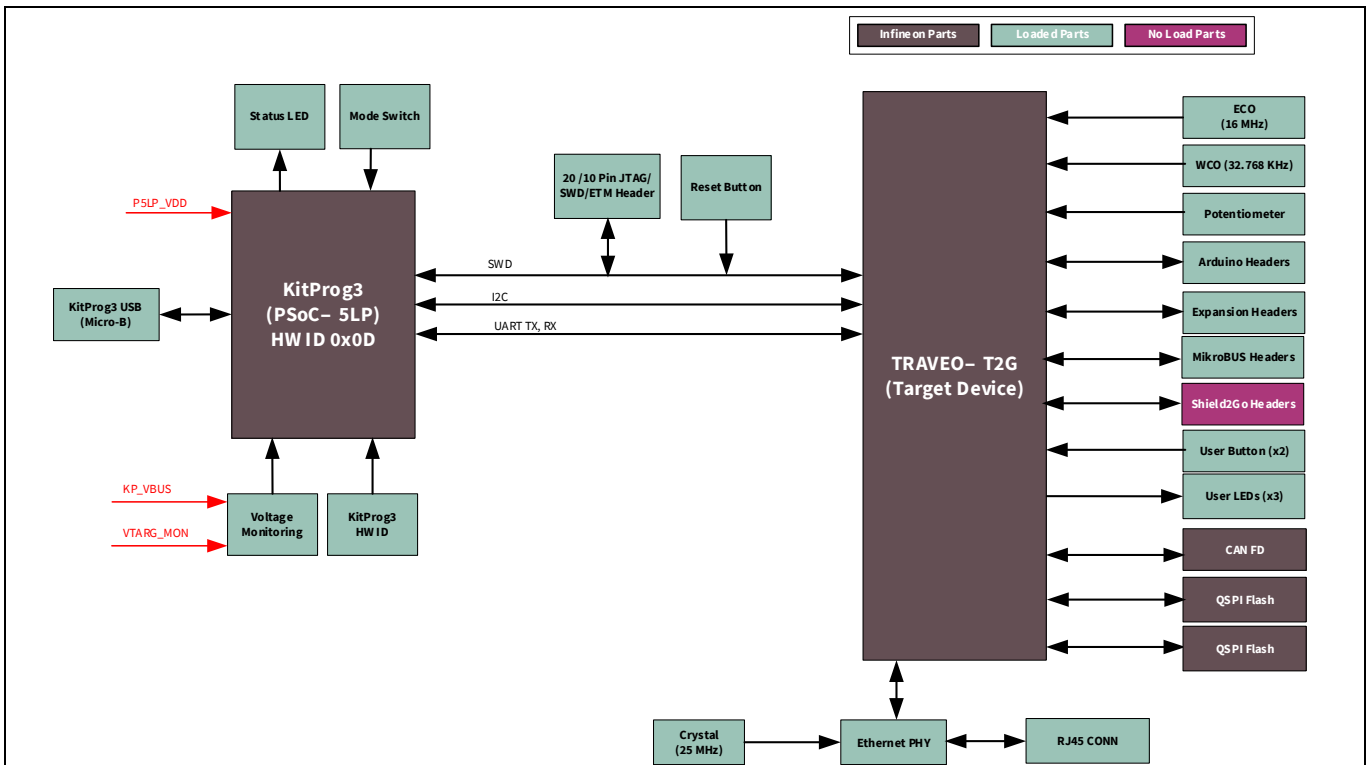 Infineon Parts
Loaded Parts
No Load Parts
Status LED
Mode Switch
P5LP_VDD
KitProg3
(PSoC– 5LP)
HW ID 0x0D
KitProg3 USB
(Micro-B)
KP_VBUS
VTARG_MON
Voltage
Monitoring
KitProg3
HW ID
20 /10 Pin JTAG/
SWD/ETM Header
Reset Button
SWD
I2C
UART TX, RX
TRAVEO– T2G
(Target Device)
ECO
(16 MHz)
WCO (32.768 KHz)
Potentiometer
Arduino Headers
Expansion Headers
MikroBUS Headers
Shield2Go Headers
User Button (x2)
User LEDs (x3)
CAN FD
QSPI Flash
QSPI Flash
Crystal
(25 MHz)
Ethernet PHY
RJ45 CONN